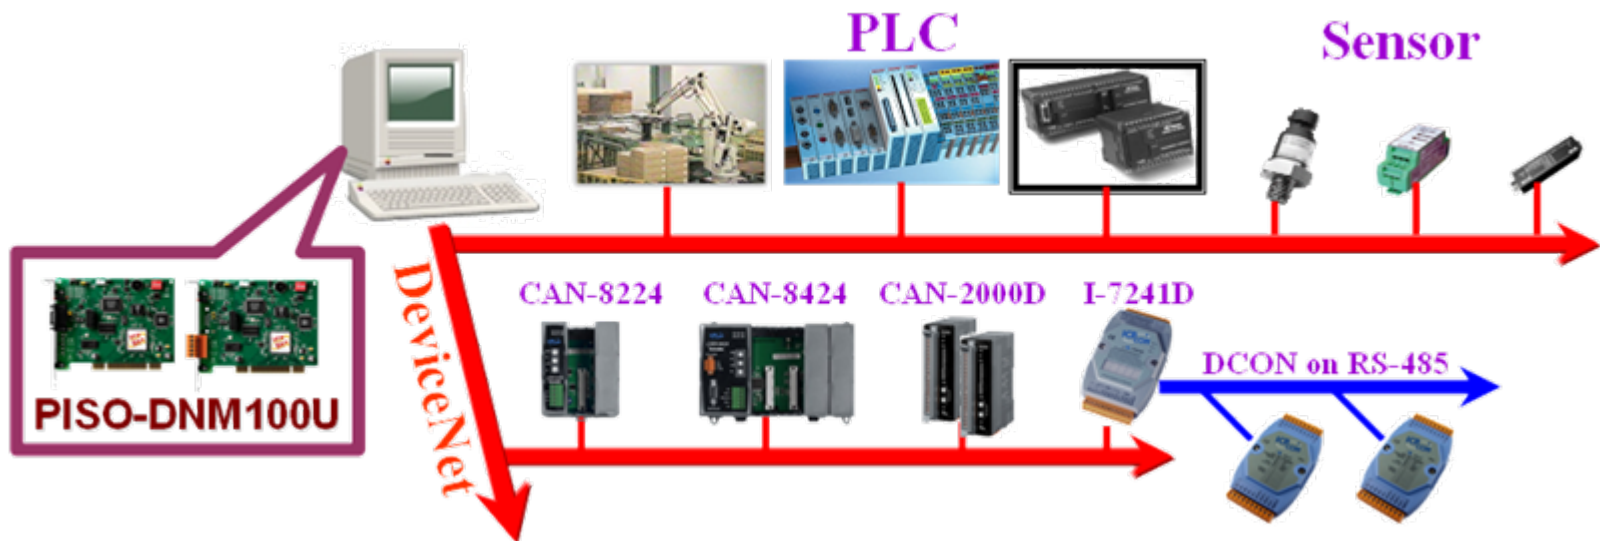 PLC
Sensor
DeviceNet
CAN-8224
CAN-8424
CAN-2000D
I-7241D
DCON on RS-485
PISO-DNM100U